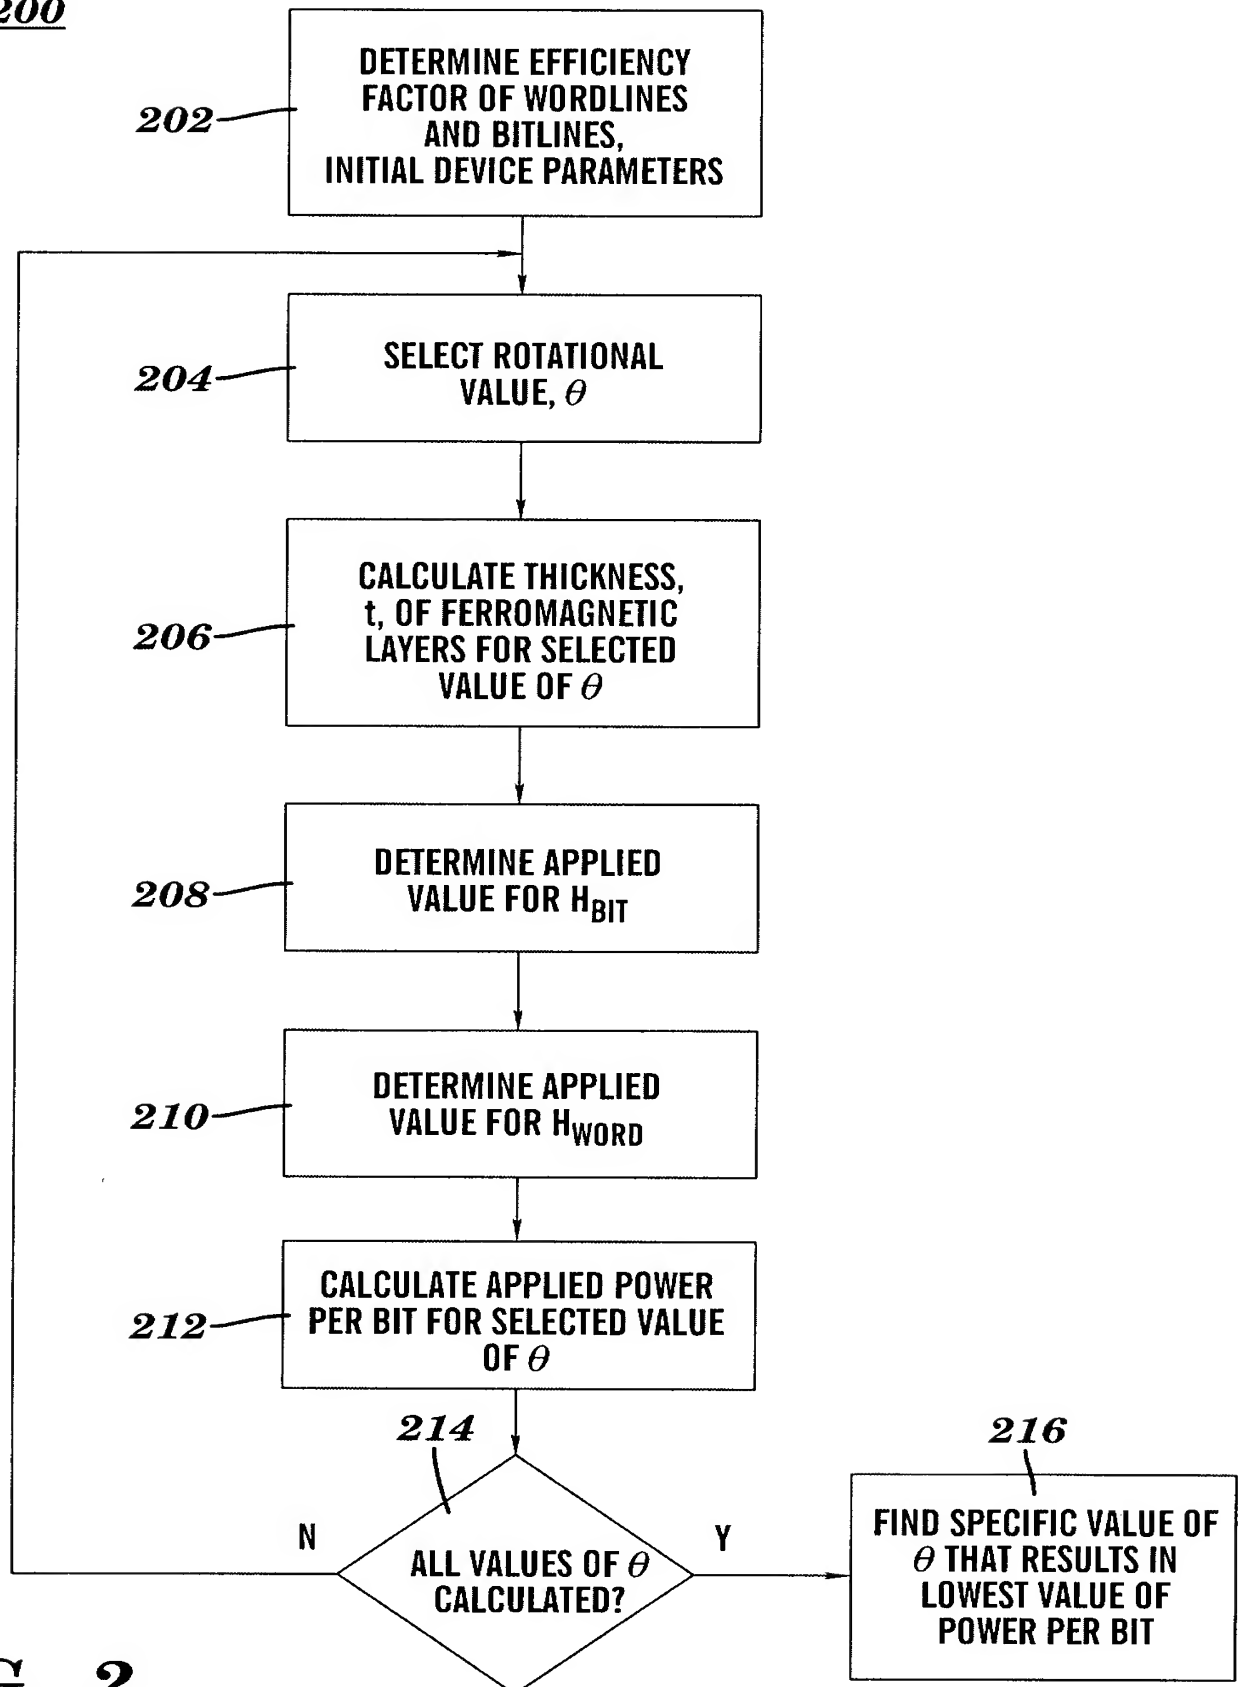 200
DETERMINE EFFICIENCY
FACTOR OF WORDLINES
AND BITLINES,
INITIAL DEVICE PARAMETERS
202
SELECT ROTATIONAL
VALUE, θ
204
CALCULATE THICKNESS,
t, OF FERROMAGNETIC
LAYERS FOR SELECTED
VALUE OF θ
206
DETERMINE APPLIED
VALUE FOR HBIT
208
DETERMINE APPLIED
VALUE FOR HWORD
210
CALCULATE APPLIED POWER
PER BIT FOR SELECTED VALUE
OF θ
212
214
ALL VALUES OF θ
CALCULATED?
N
Y
216
FIND SPECIFIC VALUE OF
θ THAT RESULTS IN
LOWEST VALUE OF
POWER PER BIT